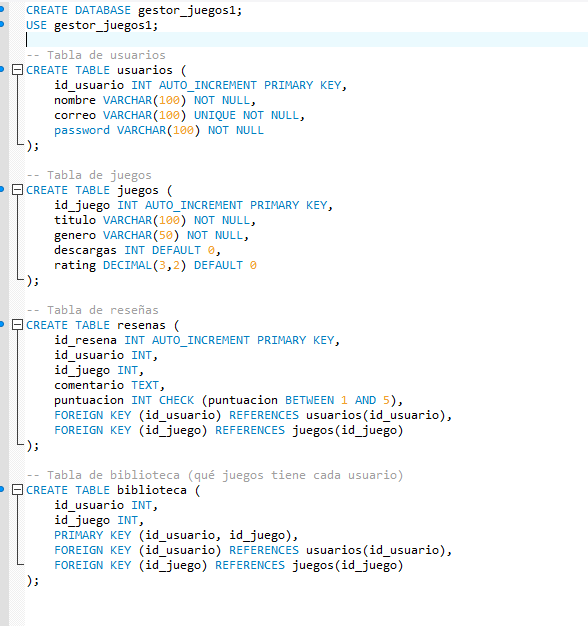 CREATE DATABASE gestor_juegos1;
USE gestor_juegos1;
-- Tabla de usuarios
CREATE TABLE usuarios (
id_usuario INT AUTO_INCREMENT PRIMARY KEY,
nombre VARCHAR(100) NOT NULL,
correo VARCHAR(100) UNIQUE NOT NULL,
password VARCHAR(100) NOT NULL
);
-- Tabla de juegos
CREATE TABLE juegos (
id_juego INT AUTO_INCREMENT PRIMARY KEY,
titulo VARCHAR(100) NOT NULL,
genero VARCHAR(50) NOT NULL,
descargas INT DEFAULT 0,
rating DECIMAL(3,2) DEFAULT 0
);
-- Tabla de reseñas
CREATE TABLE resenas (
id_resena INT AUTO_INCREMENT PRIMARY KEY,
id_usuario INT,
id_juego INT,
comentario TEXT,
puntuacion INT CHECK (puntuacion BETWEEN 1 AND 5),
FOREIGN KEY (id_usuario) REFERENCES usuarios(id_usuario),
FOREIGN KEY (id_juego) REFERENCES juegos(id_juego)
);
-- Tabla de biblioteca (qué juegos tiene cada usuario)
CREATE TABLE biblioteca (
id_usuario INT,
id_juego INT,
PRIMARY KEY (id_usuario, id_juego),
FOREIGN KEY (id_usuario) REFERENCES usuarios(id_usuario),
FOREIGN KEY (id_juego) REFERENCES juegos(id_juego)
);